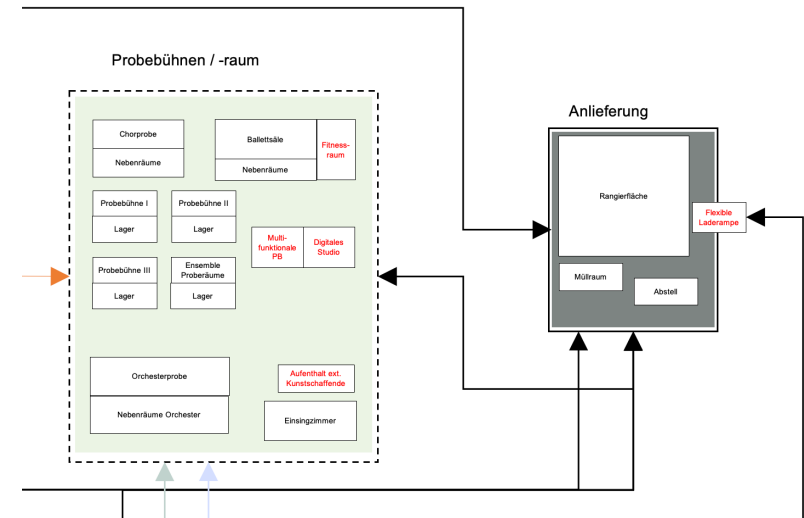 Probebühnen / -raum
Anlieferung
Chorprobe
Nebenräume
Ballettsäle
Nebenräume
Fitness-
raum
Probebühne I
Lager
Probebühne II
Lager
Multi-
funktionale
PB
Digitales
Studio
Probebühne III
Lager
Ensemble
Proberäume
Lager
Orchesterprobe
Nebenräume Orchester
Aufenthalt ext.
Kunstschaffende
Einsingzimmer
Rangierfläche
Flexible
Laderampe
Müllraum
Abstell